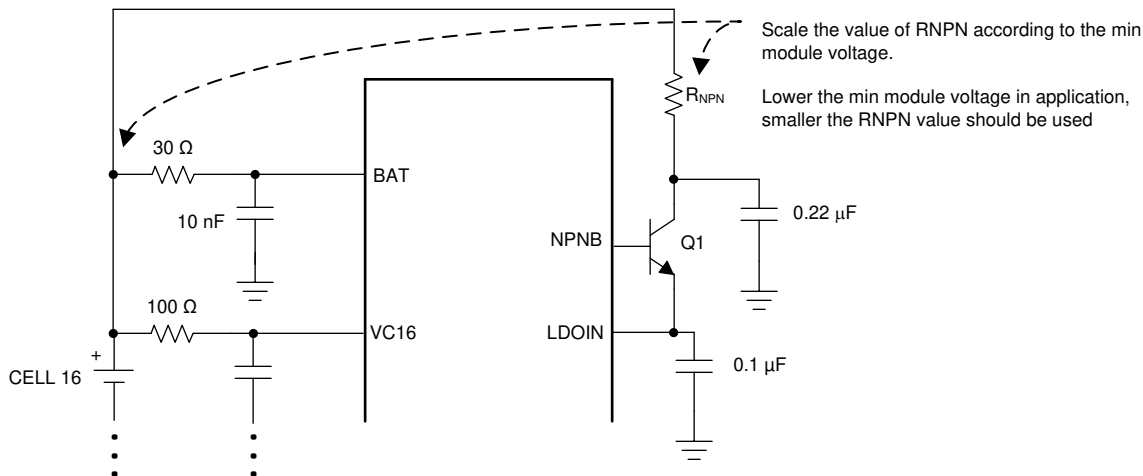 Scale the value of RNPN according to the min
module voltage.
Lower the min module voltage in application,
smaller the RNPN value should be used
RNPN
30 Ω
BAT
10 nF
0.22 µF
NPNB
Q1
100 Ω
VC16
LDOIN
+
CELL 16
0.1 µF